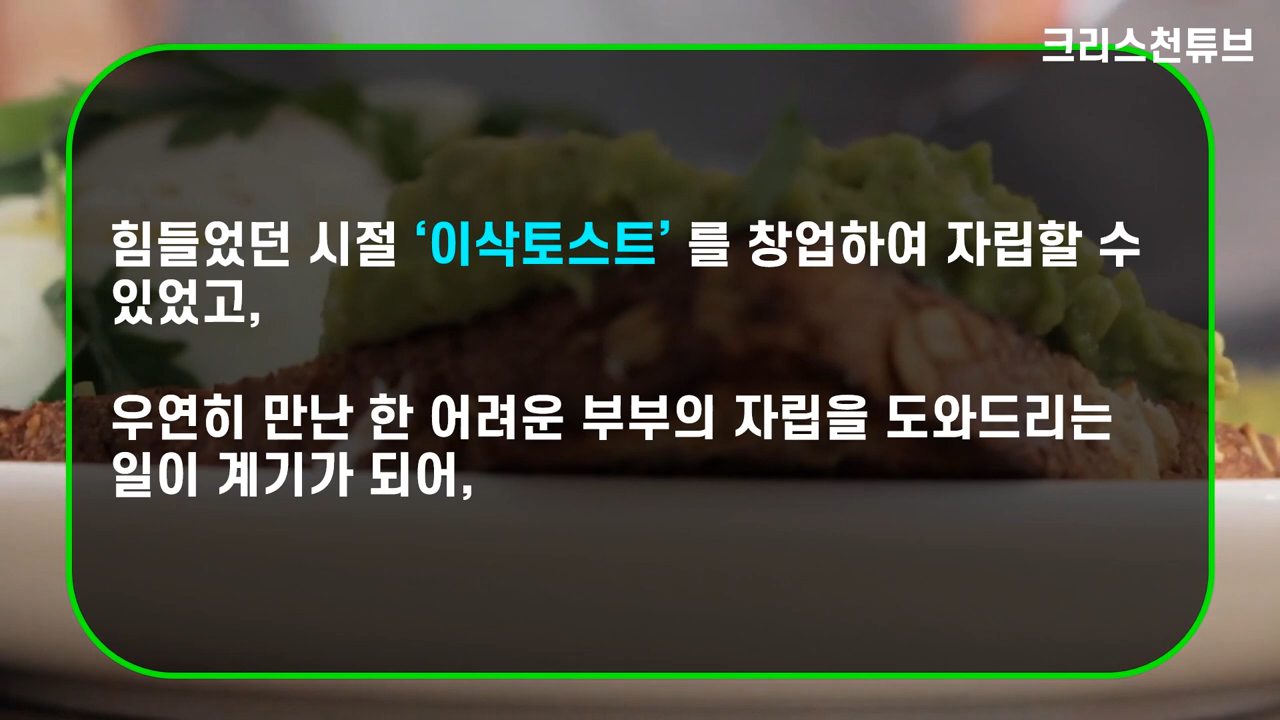 크리스천튜브
힘들었던 시절 ‘이삭토스트’ 를 창업하여 자립할 수
있었고,
우연히 만난 한 어려운 부부의 자립을 도와드리는
일이 계기가 되어,